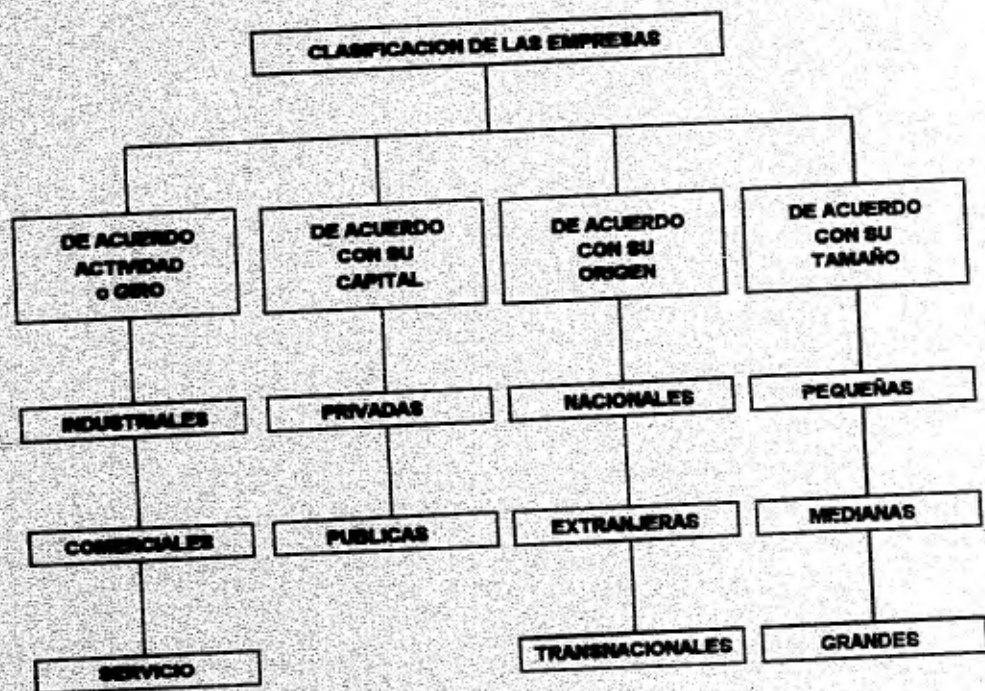 CLASIFICACION DE LAS EMPRESAS
DE ACUERDO
ACTIVIDAD
o GIRO
DE ACUERDO
CON SU
CAPITAL
DE ACUERDO
CON SU
ORIGEN
DE ACUERDO
CON SU
TAMAÑO
INDUSTRIALES
PRIVADAS
NACIONALES
PEQUEÑAS
COMERCIALES
PUBLICAS
EXTRANJERAS
MEDIANAS
SERVICIO
TRANSNACIONALES
GRANDES